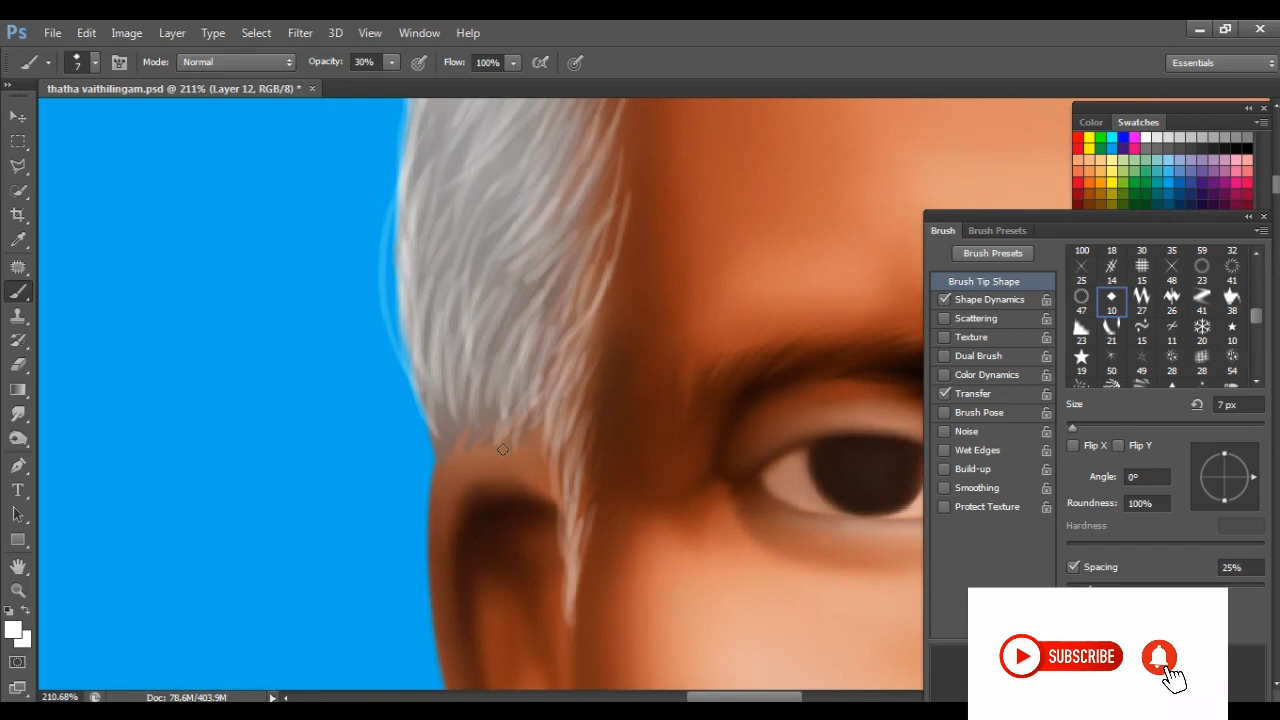 Ps File Edit Image Layer Type Select Filter 3D View Window Help
7 Mode: Normal Opacity: 30% Flow: 100% Essentials
thatha vaithilingam.psd @ 211% (Layer 12, RGB/8) * ×
Color Swatches
Brush Brush Presets
Brush Presets
100 18 30 35 59 32
25 14 15 48 23 41
47 10 27 26 41 38
23 21 15 11 20 10
19 50 49 28 28 54
Brush Tip Shape
Shape Dynamics
Scattering
Texture
Dual Brush
Color Dynamics
Transfer
Brush Pose
Noise
Wet Edges
Build-up
Smoothing
Protect Texture
Size 7 px
Flip X Flip Y
Angle: 0º
Roundness: 100%
Hardness
Spacing 25%
SUBSCRIBE
210.68% Doc: 78.6M/403.9M